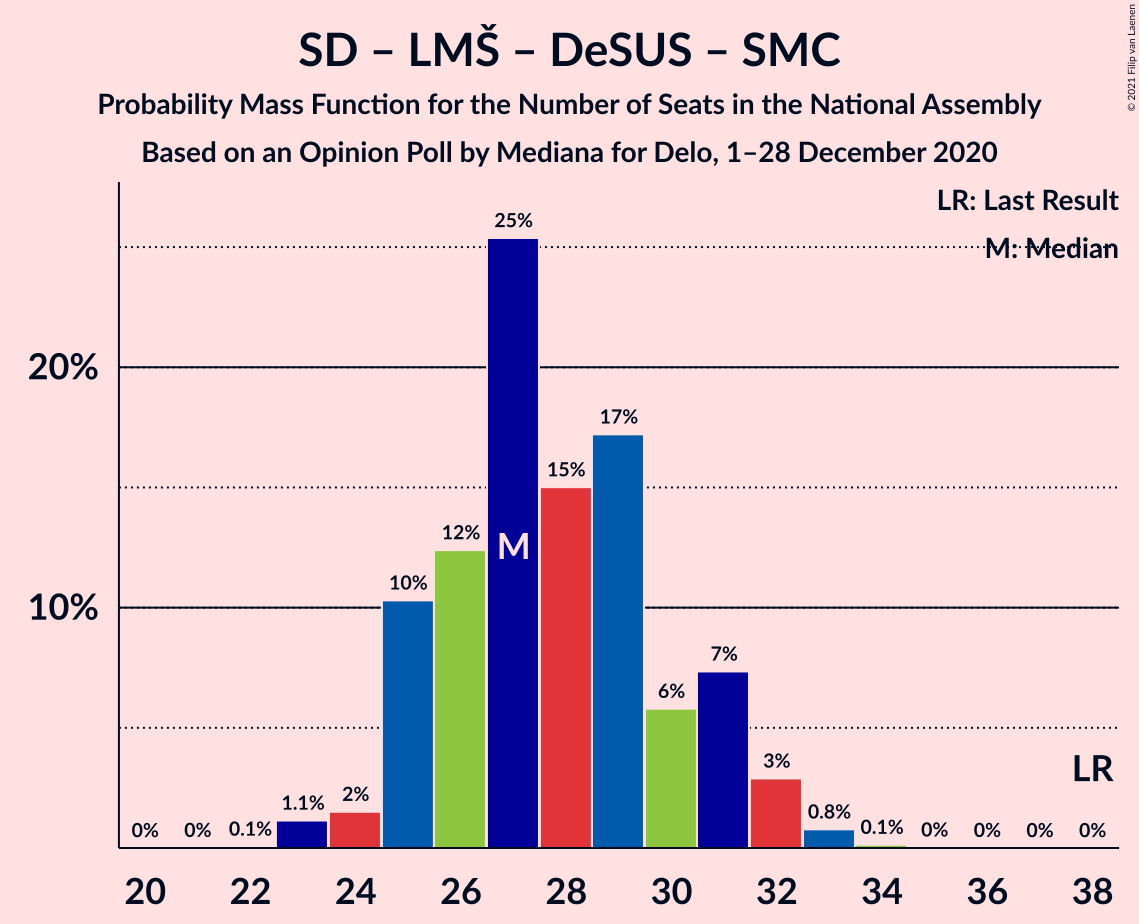 SD – LMŠ – DeSUS – SMC
Probability Mass Function for the Number of Seats in the National Assembly
Based on an Opinion Poll by Mediana for Delo, 1–28 December 2020
© 2021 Filip van Laenen
LR: Last Result
M: Median
20%
10%
0%
0%
0.1%
1.1%
2%
10%
12%
25%
M
15%
17%
6%
7%
3%
0.8%
0.1%
0%
0%
0%
0%
LR
20 22 24 26 28 30 32 34 36 38